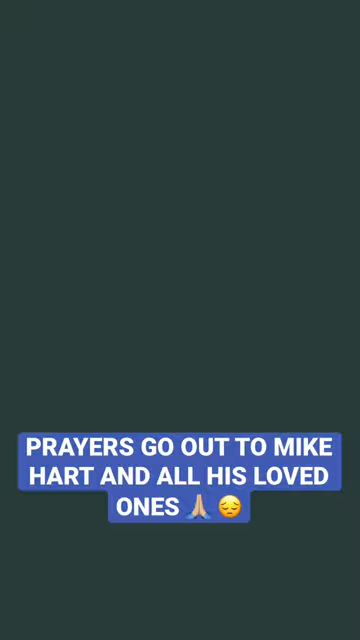 PRAYERS GO OUT TO MIKE
HART AND ALL HIS LOVED
ONES 🙏🏼 😔